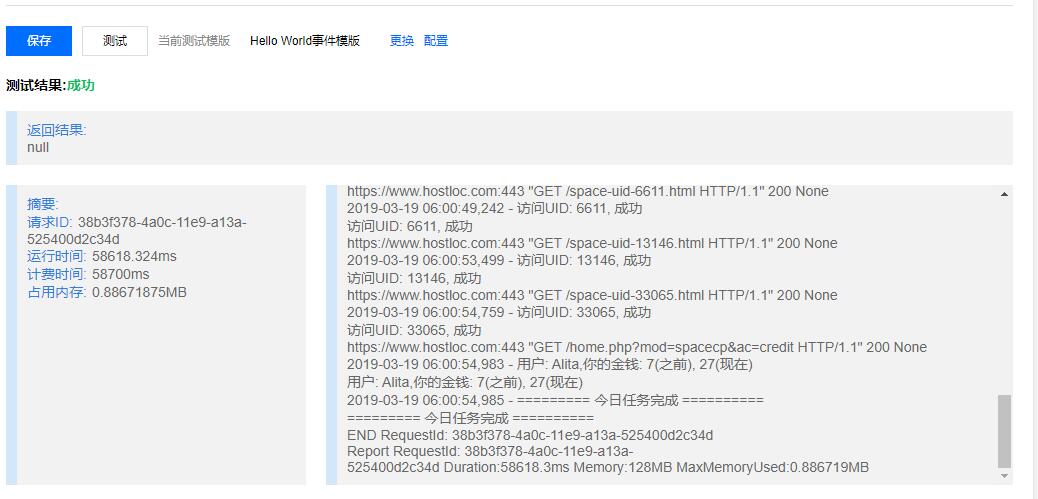 保存 测试 当前测试模版 Hello World事件模版 更换 配置
测试结果:成功
返回结果:
null
摘要:
请求ID: 38b3f378-4a0c-11e9-a13a-
525400d2c34d
运行时间: 58618.324ms
计费时间: 58700ms
占用内存: 0.88671875MB
https://www.hostloc.com:443 "GET /space-uid-6611.html HTTP/1.1" 200 None
2019-03-19 06:00:49,242 - 访问UID: 6611, 成功
访问UID: 6611, 成功
https://www.hostloc.com:443 "GET /space-uid-13146.html HTTP/1.1" 200 None
2019-03-19 06:00:53,499 - 访问UID: 13146, 成功
访问UID: 13146, 成功
https://www.hostloc.com:443 "GET /space-uid-33065.html HTTP/1.1" 200 None
2019-03-19 06:00:54,759 - 访问UID: 33065, 成功
访问UID: 33065, 成功
https://www.hostloc.com:443 "GET /home.php?mod=spacecp&ac=credit HTTP/1.1" 200 None
2019-03-19 06:00:54,983 - 用户: Alita,你的金钱: 7(之前), 27(现在)
用户: Alita,你的金钱: 7(之前), 27(现在)
2019-03-19 06:00:54,985 - ========= 今日任务完成 ==========
========= 今日任务完成 ==========
END RequestId: 38b3f378-4a0c-11e9-a13a-525400d2c34d
Report RequestId: 38b3f378-4a0c-11e9-a13a-
525400d2c34d Duration:58618.3ms Memory:128MB MaxMemoryUsed:0.886719MB